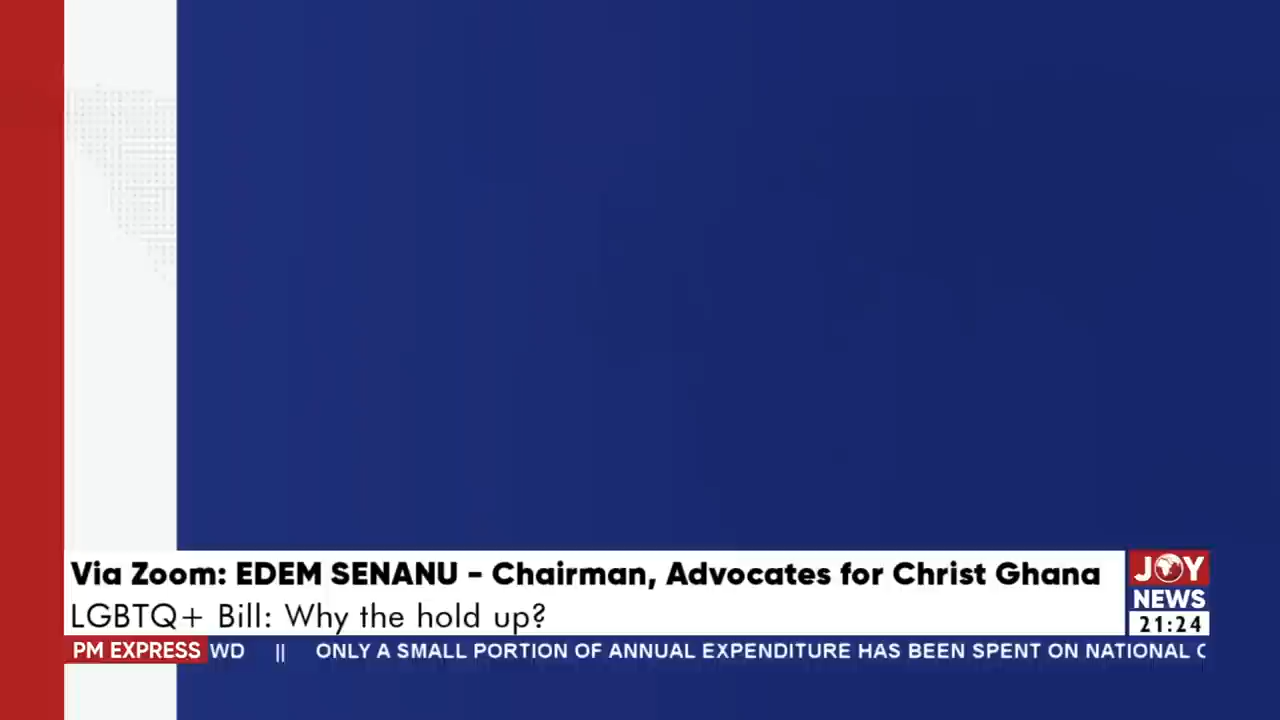 Via Zoom: EDEM SENANU - Chairman, Advocates for Christ Ghana
LGBTQ+ Bill: Why the hold up?
JOY
NEWS
21:24
PM EXPRESS WD || ONLY A SMALL PORTION OF ANNUAL EXPENDITURE HAS BEEN SPENT ON NATIONAL